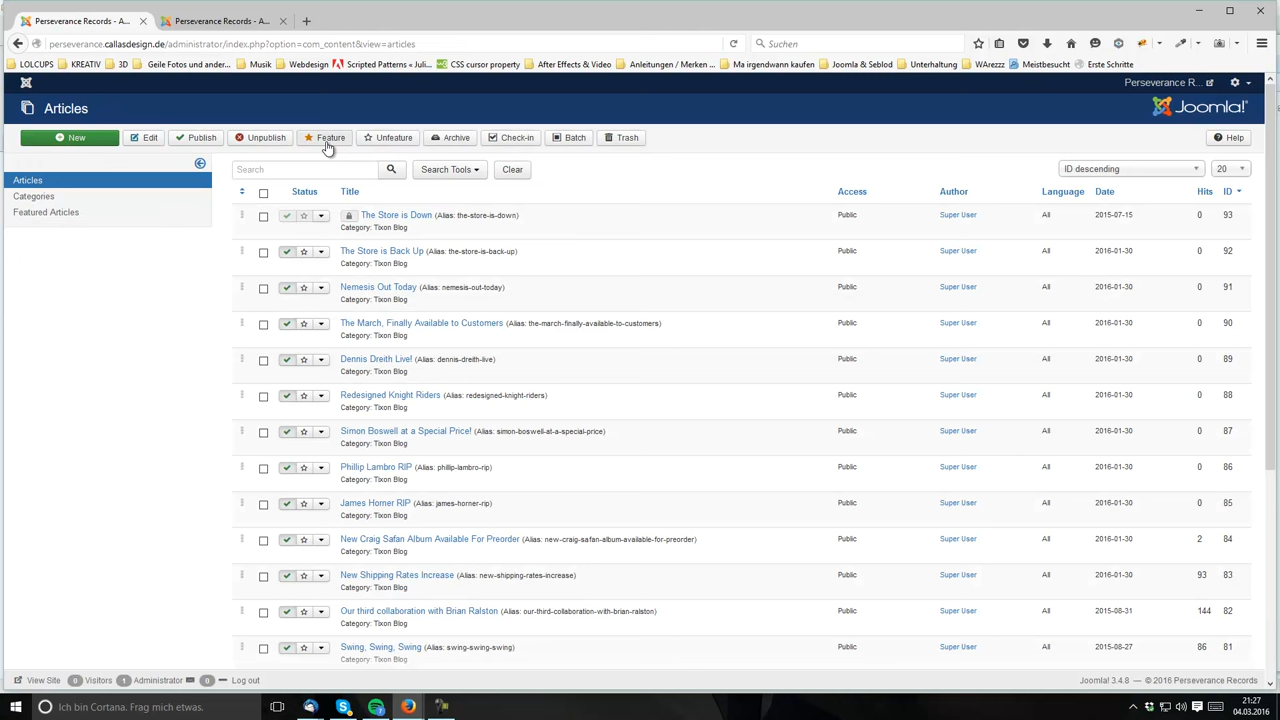 Perseverance Records - A...
Perseverance Records - A...
perseverance.callasdesign.de/administrator/index.php?option=com_content&view=articles
Suchen
LOLCUPS KREATIV 3D Geile Fotos und ander... Musik Webdesign Scripted Patterns « Juli... CSS cursor property After Effects & Video Anleitungen / Merken ... Ma irgendwann kaufen Joomla & Seblod Unterhaltung WArezzz Meistbesucht Erste Schritte
Perseverance R...
Articles
Joomla!
New Edit Publish Unpublish Feature Unfeature Archive Check-in Batch Trash Help
Articles
Categories
Featured Articles
Search Search Tools Clear ID descending 20
Status Title Access Author Language Date Hits ID
The Store is Down (Alias: the-store-is-down) Public Super User All 2015-07-15 0 93
Category: Tixon Blog
The Store is Back Up (Alias: the-store-is-back-up) Public Super User All 2016-01-30 0 92
Category: Tixon Blog
Nemesis Out Today (Alias: nemesis-out-today) Public Super User All 2016-01-30 0 91
Category: Tixon Blog
The March, Finally Available to Customers (Alias: the-march-finally-available-to-customers) Public Super User All 2016-01-30 0 90
Category: Tixon Blog
Dennis Dreith Live! (Alias: dennis-dreith-live) Public Super User All 2016-01-30 0 89
Category: Tixon Blog
Redesigned Knight Riders (Alias: redesigned-knight-riders) Public Super User All 2016-01-30 0 88
Category: Tixon Blog
Simon Boswell at a Special Price! (Alias: simon-boswell-at-a-special-price) Public Super User All 2016-01-30 0 87
Category: Tixon Blog
Phillip Lambro RIP (Alias: phillip-lambro-rip) Public Super User All 2016-01-30 0 86
Category: Tixon Blog
James Horner RIP (Alias: james-horner-rip) Public Super User All 2016-01-30 0 85
Category: Tixon Blog
New Craig Safan Album Available For Preorder (Alias: new-craig-safan-album-available-for-preorder) Public Super User All 2016-01-30 2 84
Category: Tixon Blog
New Shipping Rates Increase (Alias: new-shipping-rates-increase) Public Super User All 2016-01-30 93 83
Category: Tixon Blog
Our third collaboration with Brian Ralston (Alias: our-third-collaboration-with-brian-ralston) Public Super User All 2015-08-31 144 82
Category: Tixon Blog
Swing, Swing, Swing (Alias: swing-swing-swing) Public Super User All 2015-08-27 86 81
Category: Tixon Blog
View Site 0 Visitors 1 Administrator 0 Log out Joomla! 3.4.8 — © 2016 Perseverance Records
Ich bin Cortana. Frag mich etwas.
21:27
04.03.2016